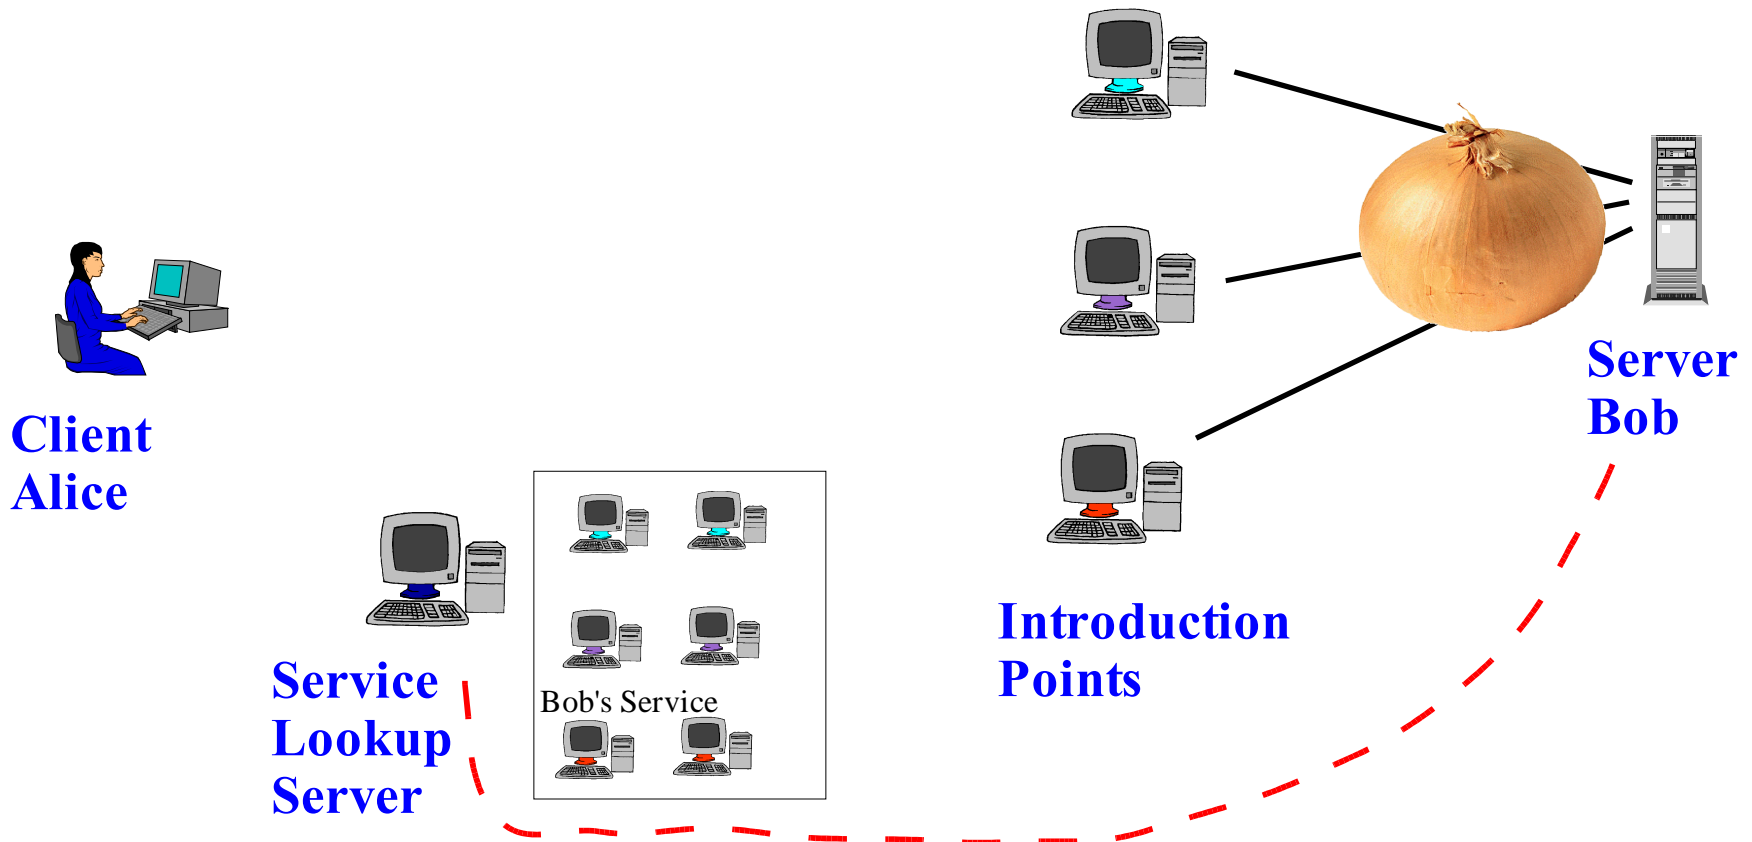 Client
Alice
Service
Lookup
Server
Bob's Service
Introduction
Points
Server
Bob